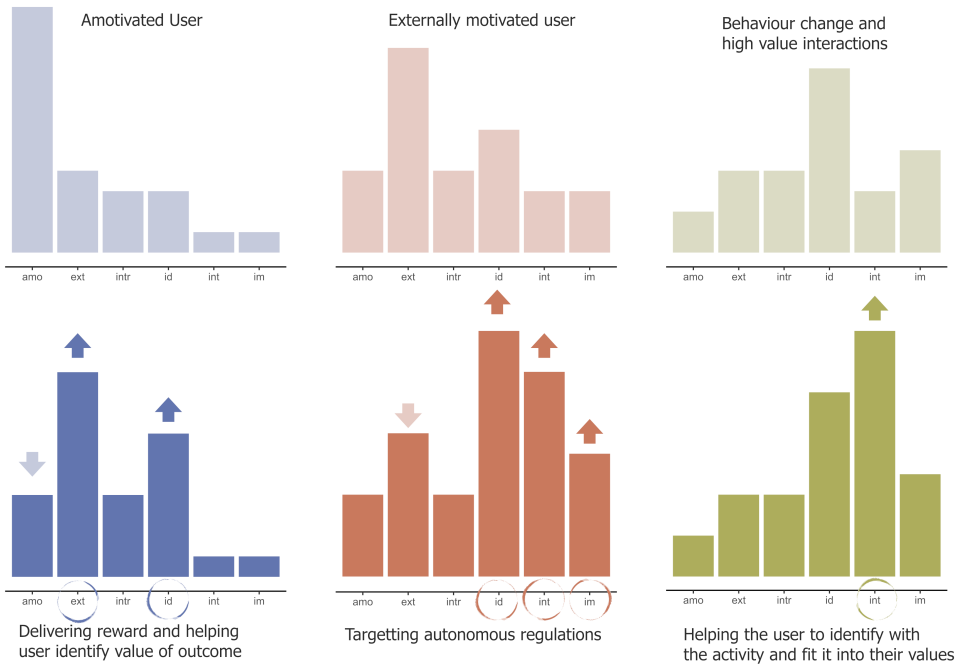 Amotivated User
Externally motivated user
Behaviour change and
high value interactions
amo ext intr id int im
amo ext intr id int im
amo ext intr id int im
amo ext intr id int im
amo ext intr id int im
amo ext intr id int im
Delivering reward and helping
user identify value of outcome
Targetting autonomous regulations
Helping the user to identify with
the activity and fit it into their values